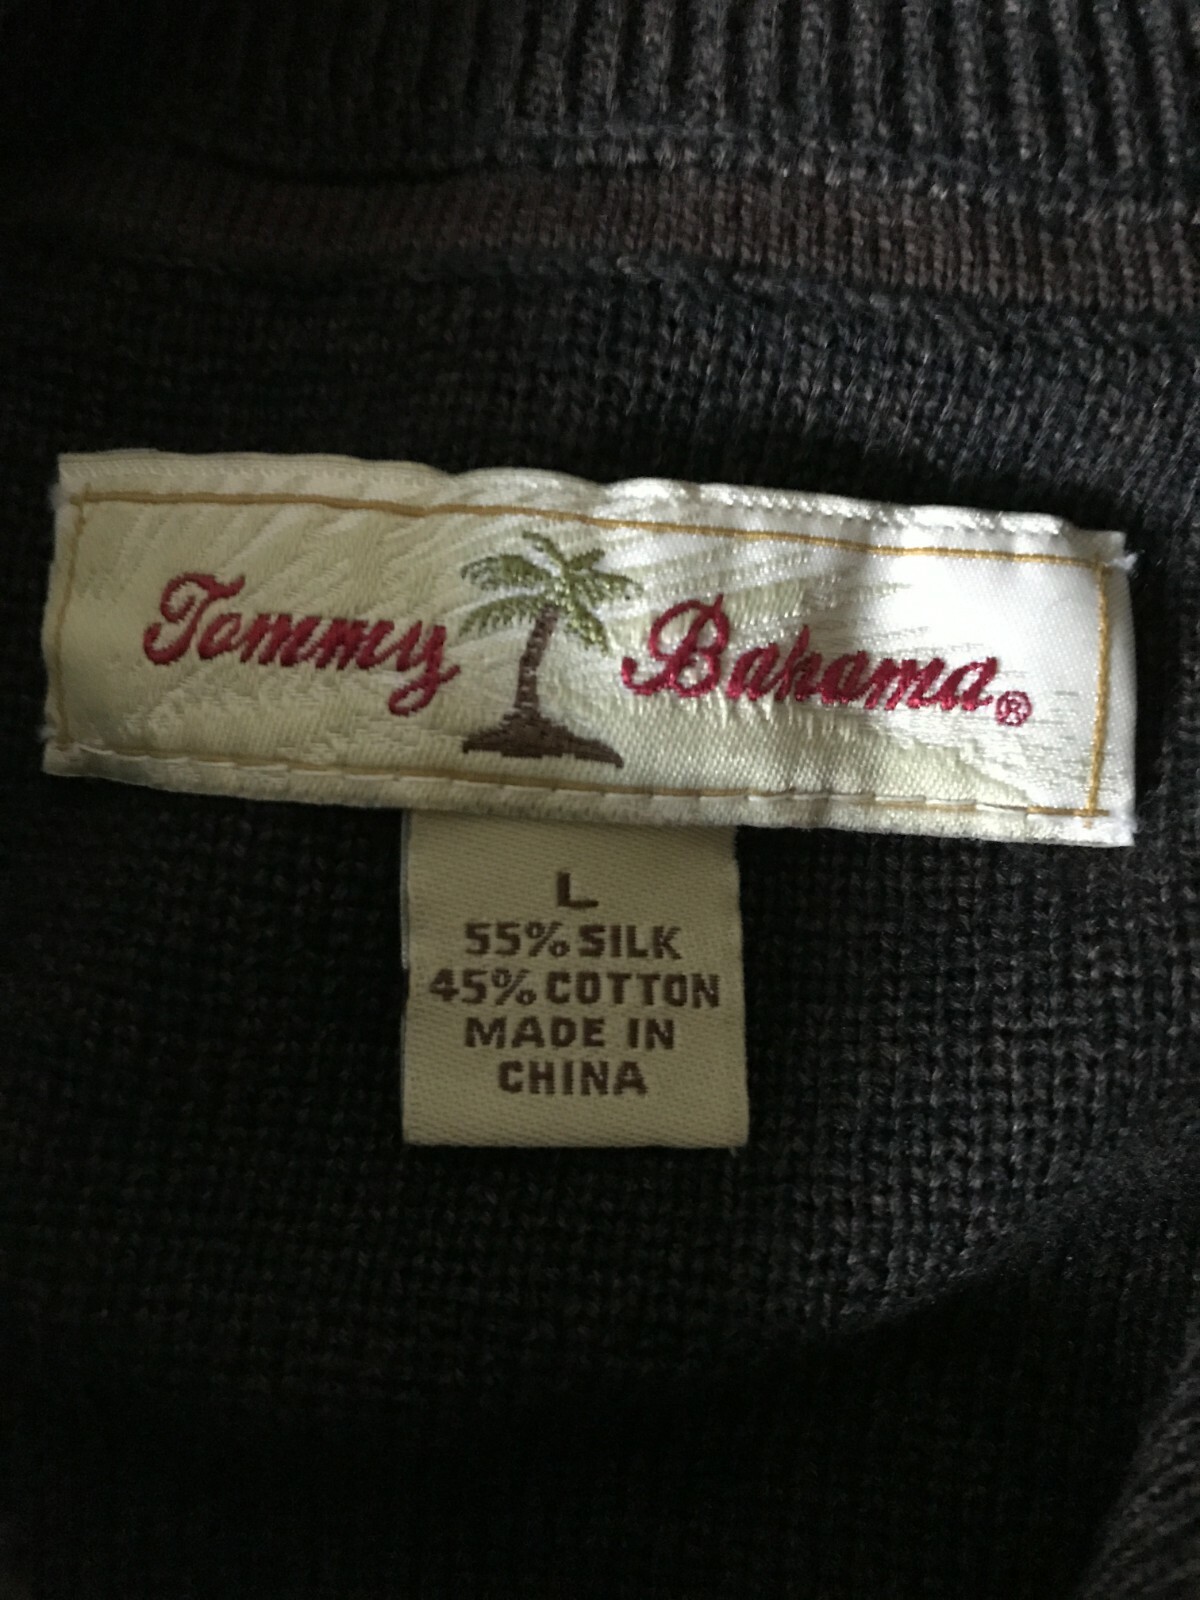 Tommy Bahama®
L
55% SILK
45% COTTON
MADE IN
CHINA